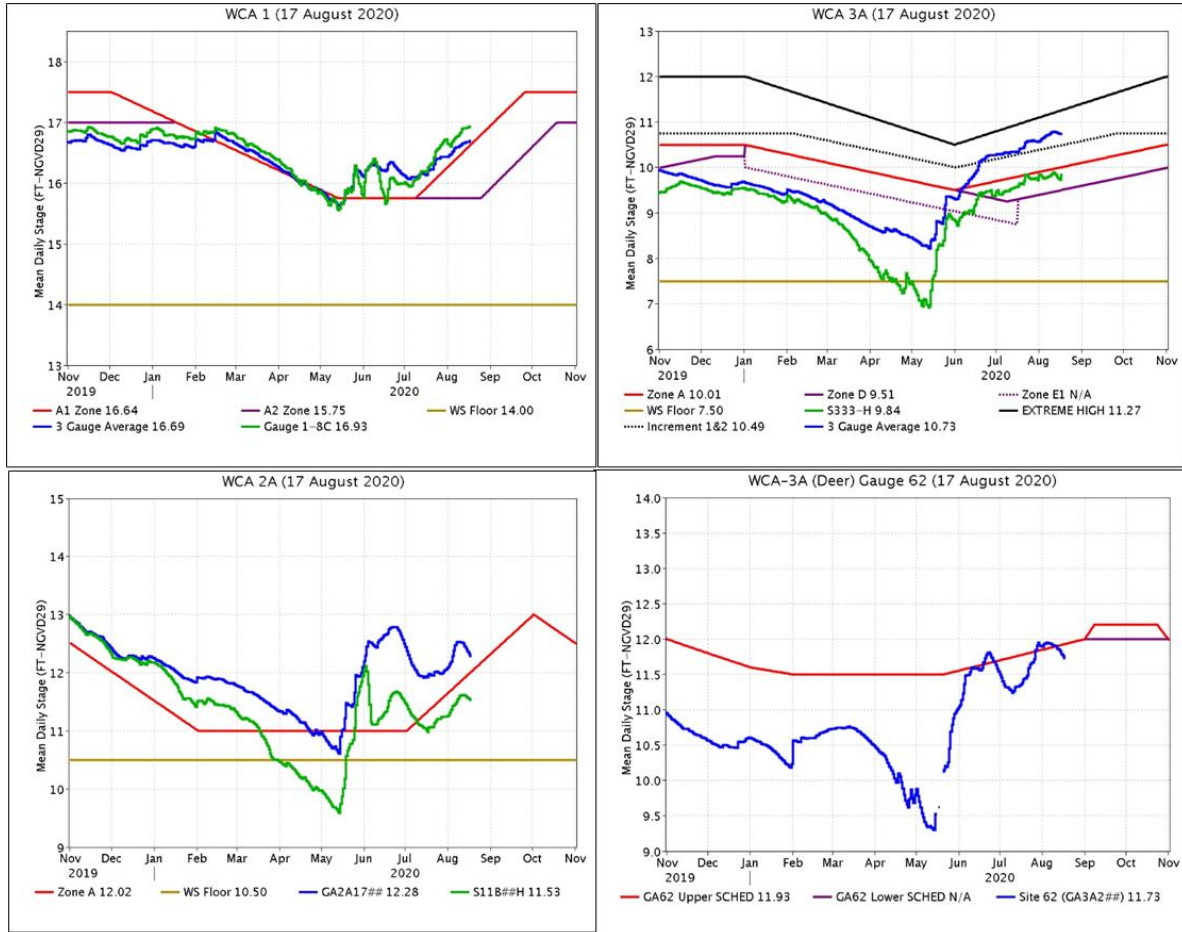 WCA 1 (17 August 2020)
Mean Daily Stage (FT-NGVD29)
18
17
16
15
14
13
Nov Dec Jan Feb Mar Apr May Jun Jul Aug Sep Oct Nov
2019 2020
A1 Zone 16.64 A2 Zone 15.75 WS Floor 14.00
3 Gauge Average 16.69 Gauge 1-8C 16.93
WCA 3A (17 August 2020)
Mean Daily Stage (FT-NGVD29)
13
12
11
10
9
8
7
6
Nov Dec Jan Feb Mar Apr May Jun Jul Aug Sep Oct Nov
2019 2020
Zone A 10.01 Zone D 9.51 Zone E1 N/A
WS Floor 7.50 S333-H 9.84 EXTREME HIGH 11.27
Increment 1&2 10.49 3 Gauge Average 10.73
WCA 2A (17 August 2020)
Mean Daily Stage (FT-NGVD29)
15
14
13
12
11
10
9
Nov Dec Jan Feb Mar Apr May Jun Jul Aug Sep Oct Nov
2019 2020
Zone A 12.02 WS Floor 10.50 GA2A17## 12.28 S11B##H 11.53
WCA-3A (Deer) Gauge 62 (17 August 2020)
Mean Daily Stage (FT-NGVD29)
14.0
13.5
13.0
12.5
12.0
11.5
11.0
10.5
10.0
9.5
9.0
Nov Dec Jan Feb Mar Apr May Jun Jul Aug Sep Oct Nov
2019 2020
GA62 Upper SCHED 11.93 GA62 Lower SCHED N/A Site 62 (GA3A2##) 11.73